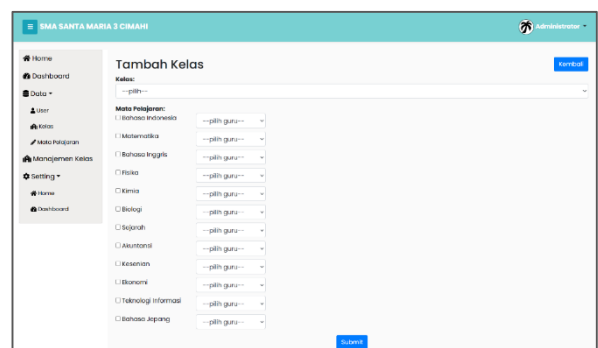 ≡ SMA SANTA MARIA 3 CIMAHI
Administrator
Home
Dashboard
Data
User
Kelas
Mata Pelajaran
Manajemen Kelas
Setting
Home
Dashboard
Tambah Kelas
Kembali
Kelas:
--pilih--
Mata Pelajaran:
Bahasa Indonesia --pilih guru--
Matematika --pilih guru--
Bahasa Inggris --pilih guru--
Fisika --pilih guru--
Kimia --pilih guru--
Biologi --pilih guru--
Sejarah --pilih guru--
Akuntansi --pilih guru--
Kesenian --pilih guru--
Ekonomi --pilih guru--
Teknologi Informasi --pilih guru--
Bahasa Jepang --pilih guru--
Submit